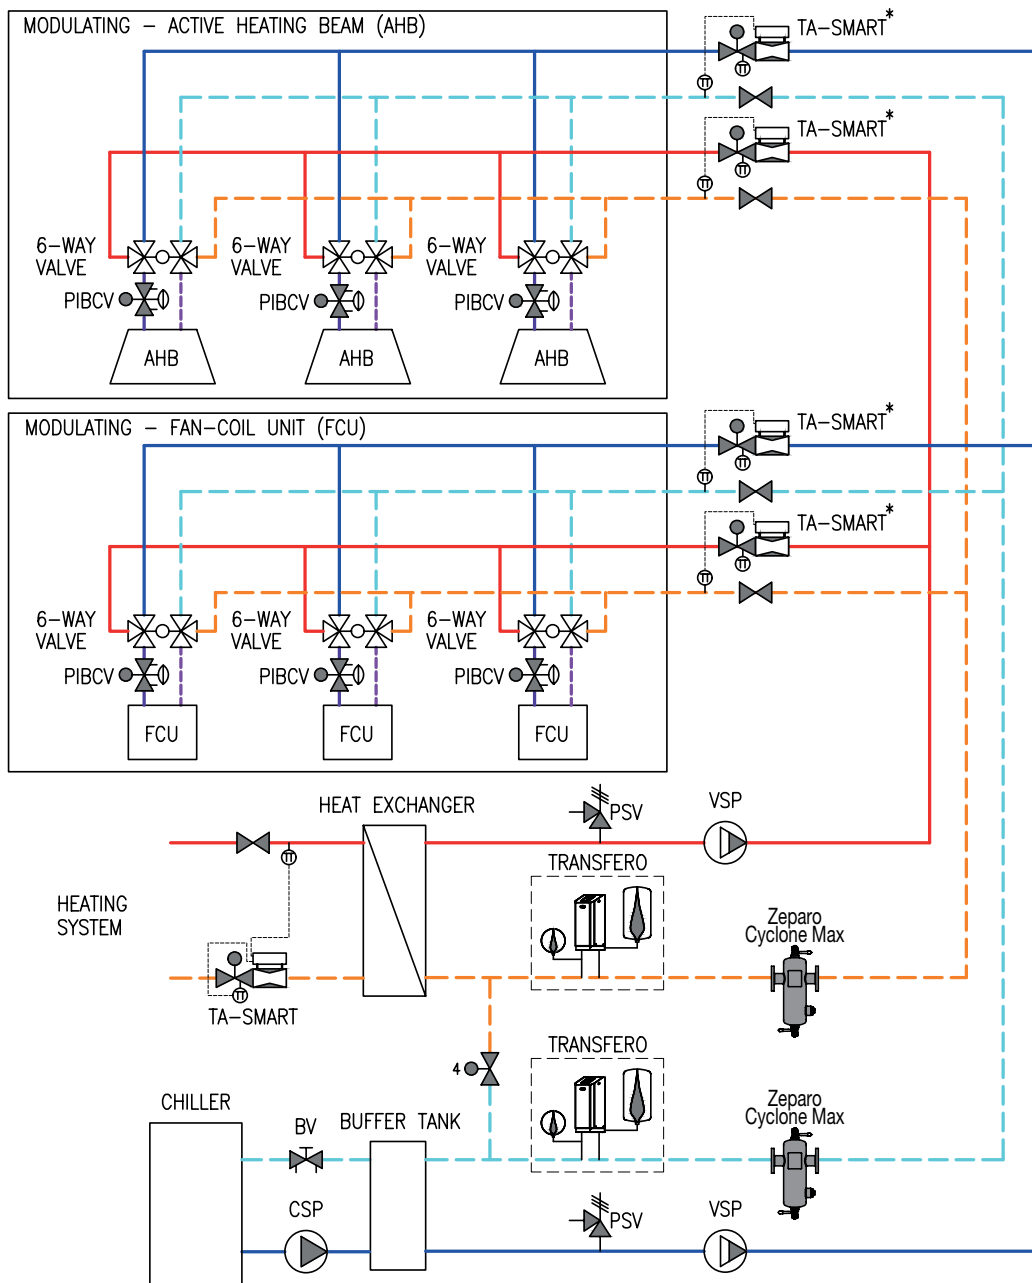 MODULATING – ACTIVE HEATING BEAM (AHB)
TA–SMART*
TA–SMART*
6–WAY
VALVE
6–WAY
VALVE
6–WAY
VALVE
PIBCV
PIBCV
PIBCV
AHB
AHB
AHB
MODULATING – FAN–COIL UNIT (FCU)
TA–SMART*
TA–SMART*
6–WAY
VALVE
6–WAY
VALVE
6–WAY
VALVE
PIBCV
PIBCV
PIBCV
FCU
FCU
FCU
HEAT EXCHANGER
PSV
VSP
TRANSFERO
HEATING
SYSTEM
Zeparo
Cyclone Max
TA–SMART
TRANSFERO
4
CHILLER
BV
BUFFER TANK
Zeparo
Cyclone Max
CSP
PSV
VSP